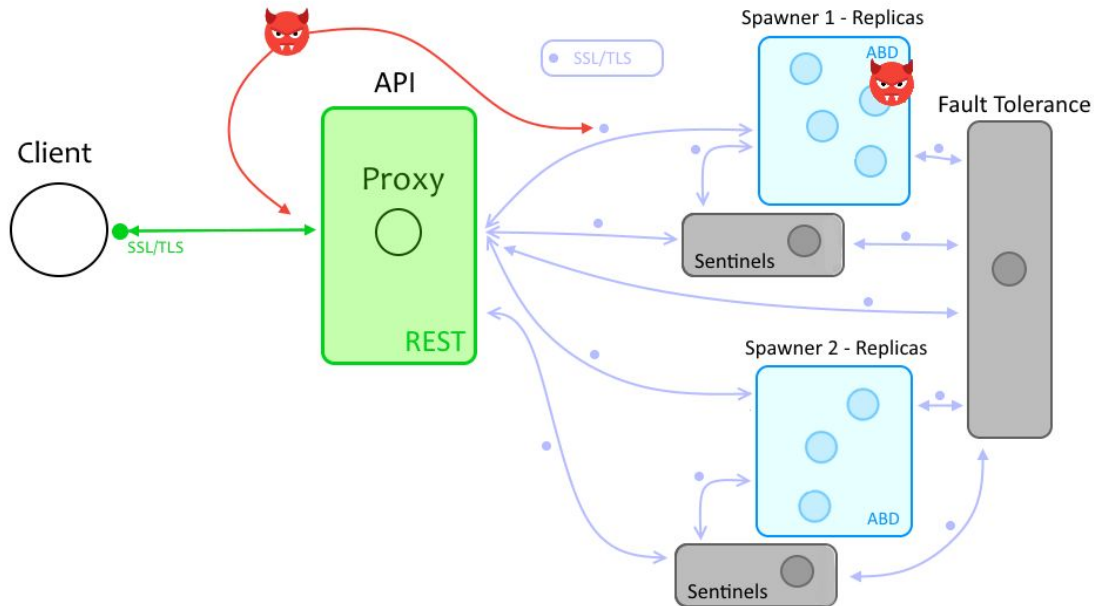 Spawner 1 - Replicas
SSL/TLS
ABD
API
Fault Tolerance
Client
Proxy
SSL/TLS
Sentinels
REST
Spawner 2 - Replicas
ABD
Sentinels